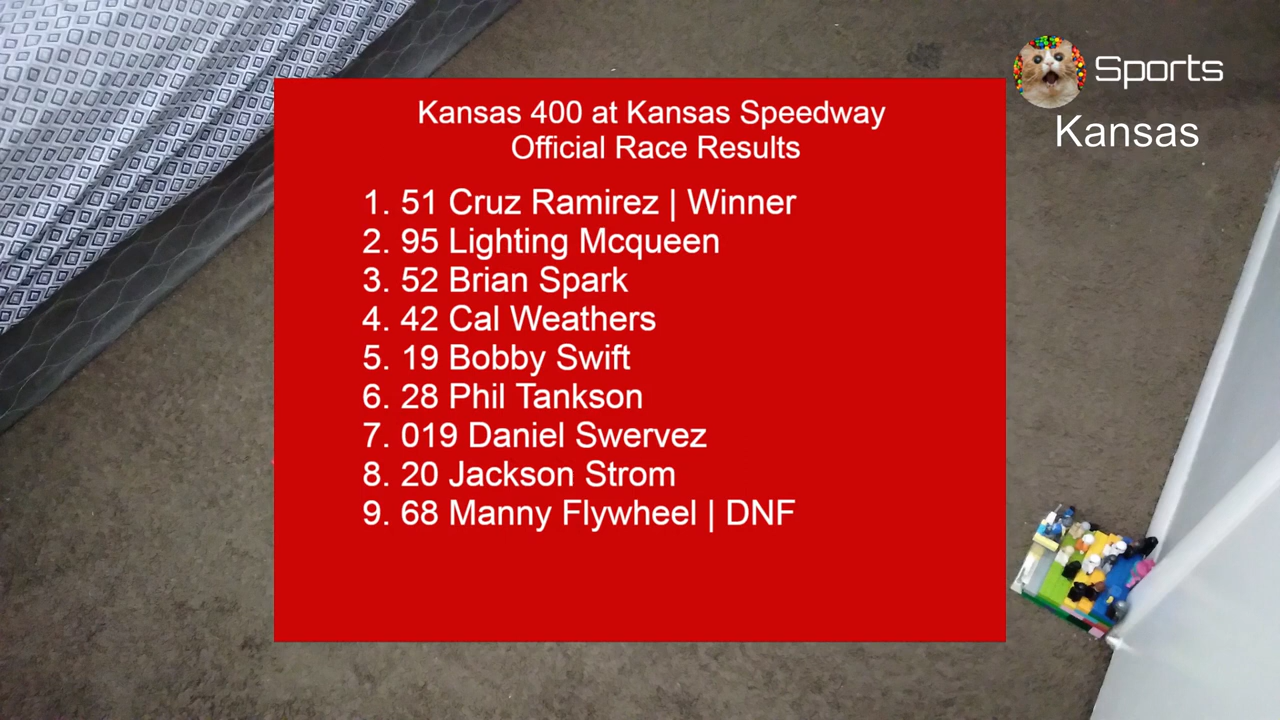 Sports
Kansas
Kansas 400 at Kansas Speedway
Official Race Results
1. 51 Cruz Ramirez | Winner
2. 95 Lighting Mcqueen
3. 52 Brian Spark
4. 42 Cal Weathers
5. 19 Bobby Swift
6. 28 Phil Tankson
7. 019 Daniel Swervez
8. 20 Jackson Strom
9. 68 Manny Flywheel | DNF